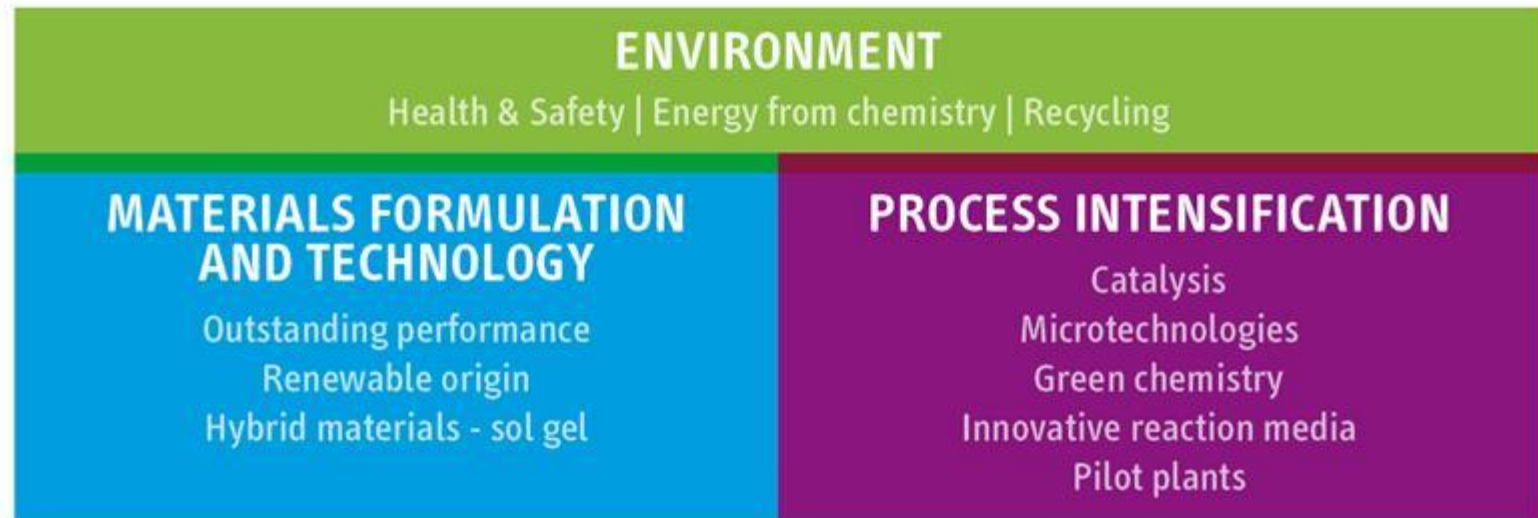 ENVIRONMENT
Health & Safety | Energy from chemistry | Recycling
MATERIALS FORMULATION
AND TECHNOLOGY
Outstanding performance
Renewable origin
Hybrid materials - sol gel
PROCESS INTENSIFICATION
Catalysis
Microtechnologies
Green chemistry
Innovative reaction media
Pilot plants